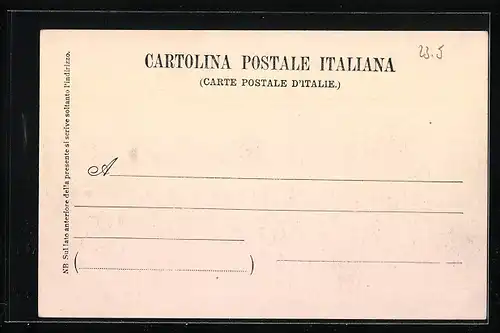 CARTOLINA POSTALE ITALIANA
(CARTE POSTALE D'ITALIE.)
23.5
A
( )
NB. Sul lato anteriore della presente si scrive soltanto l'indirizzo.